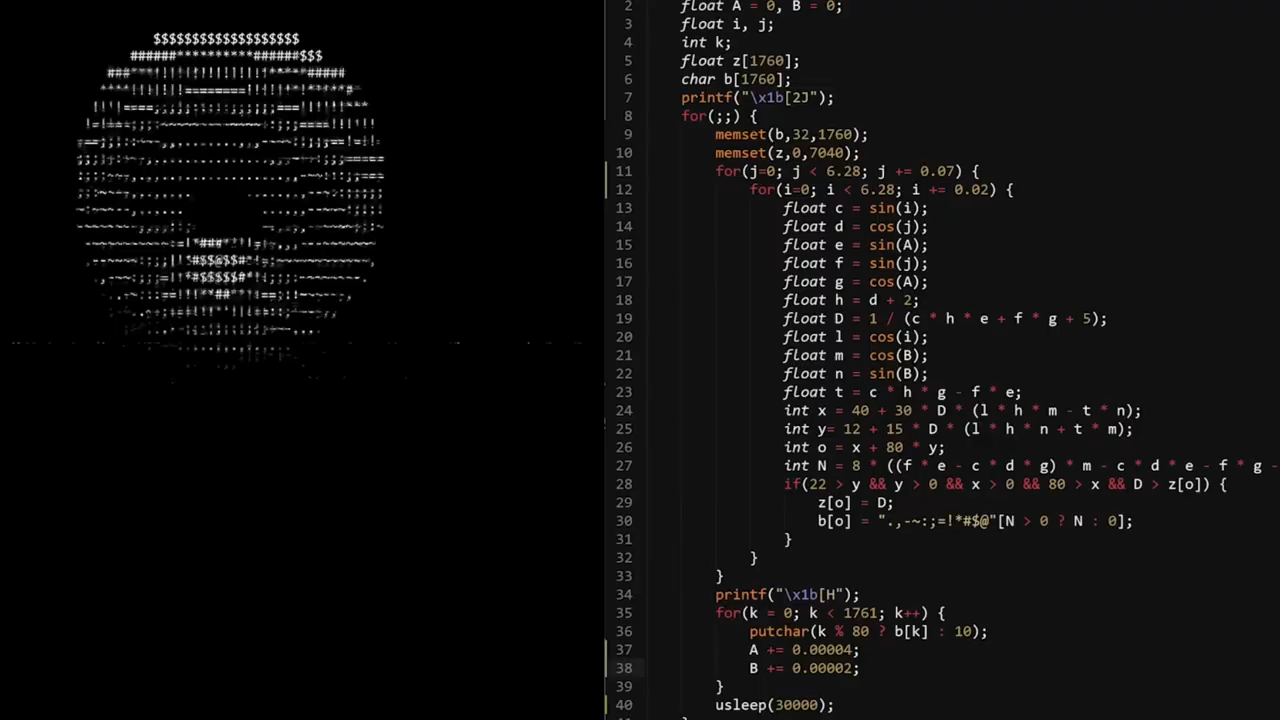 $$$$$$$$$$$$$$$$$$$
######**********######$$$
2 float A = 0, B = 0;
3 float i, j;
4 int k;
5 float z[1760];
6 char b[1760];
7 printf("\x1b[2J");
8 for(;;) {
9 memset(b,32,1760);
10 memset(z,0,7040);
11 for(j=0; j < 6.28; j += 0.07) {
12 for(i=0; i < 6.28; i += 0.02) {
13 float c = sin(i);
14 float d = cos(j);
15 float e = sin(A);
16 float f = sin(j);
17 float g = cos(A);
18 float h = d + 2;
19 float D = 1 / (c * h * e + f * g + 5);
20 float l = cos(i);
21 float m = cos(B);
22 float n = sin(B);
23 float t = c * h * g - f * e;
24 int x = 40 + 30 * D * (l * h * m - t * n);
25 int y= 12 + 15 * D * (l * h * n + t * m);
26 int o = x + 80 * y;
27 int N = 8 * ((f * e - c * d * g) * m - c * d * e - f * g -
28 if(22 > y && y > 0 && x > 0 && 80 > x && D > z[o]) {
29 z[o] = D;
30 b[o] = ".,-~:;=!*#$@"[N > 0 ? N : 0];
31 }
32 }
33 }
34 printf("\x1b[H");
35 for(k = 0; k < 1761; k++) {
36 putchar(k % 80 ? b[k] : 10);
37 A += 0.00004;
38 B += 0.00002;
39 }
40 usleep(30000);